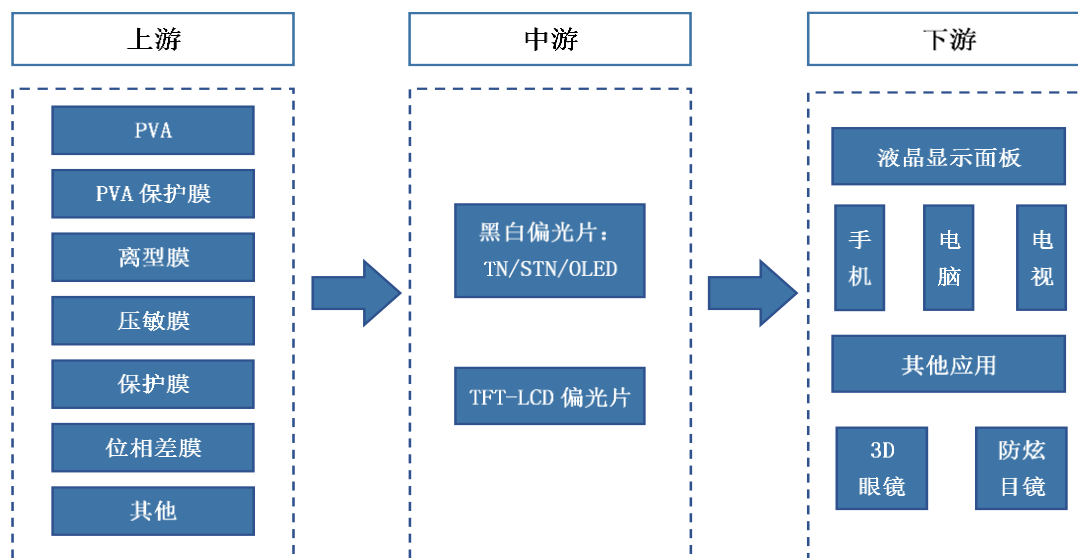 上游
中游
下游
PVA
PVA 保护膜
离型膜
压敏膜
保护膜
位相差膜
其他
黑白偏光片：
TN/STN/OLED
TFT-LCD 偏光片
液晶显示面板
手机
电脑
电视
其他应用
3D
眼镜
防炫
目镜